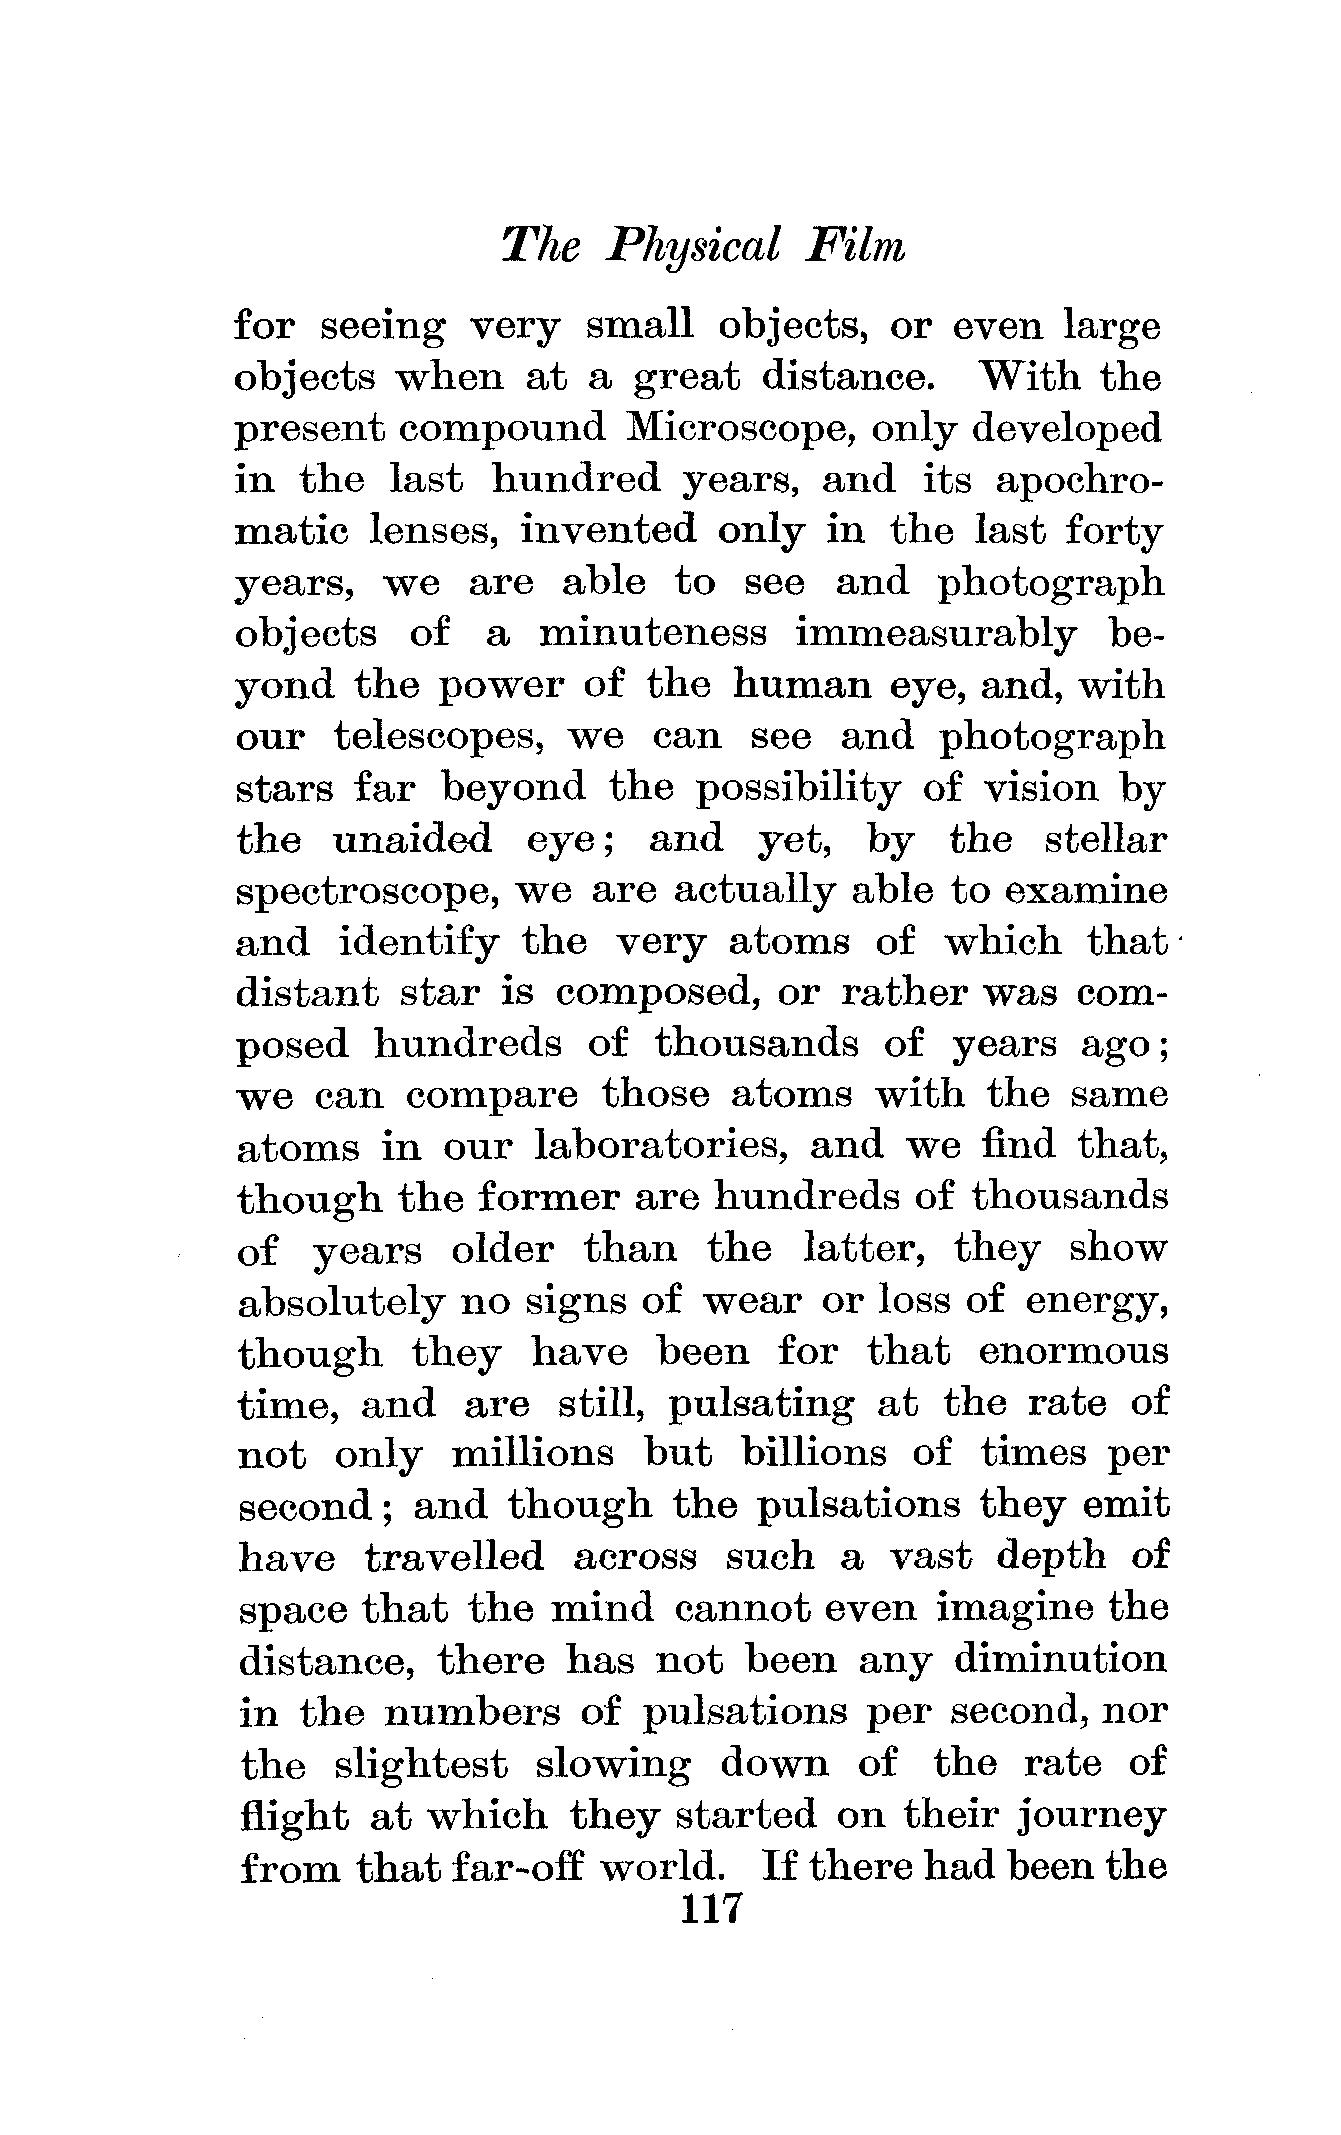 The Physical Film
for seeing very small objects, or even large
objects when at a great distance. With the
present compound Microscope, only developed
in the last hundred years, and its apochro-
matic lenses, invented only in the last forty
years, we are able to see and photograph
objects of a minuteness immeasurably be-
yond the power of the human eye, and, with
our telescopes, we can see and photograph
stars far beyond the possibility of vision by
the unaided eye; and yet, by the stellar
spectroscope, we are actually able to examine
and identify the very atoms of which that
distant star is composed, or rather was com-
posed hundreds of thousands of years ago;
we can compare those atoms with the same
atoms in our laboratories, and we find that,
though the former are hundreds of thousands
of years older than the latter, they show
absolutely no signs of wear or loss of energy,
though they have been for that enormous
time, and are still, pulsating at the rate of
not only millions but billions of times per
second; and though the pulsations they emit
have travelled across such a vast depth of
space that the mind cannot even imagine the
distance, there has not been any diminution
in the numbers of pulsations per second, nor
the slightest slowing down of the rate of
flight at which they started on their journey
from that far-off world. If there had been the
117